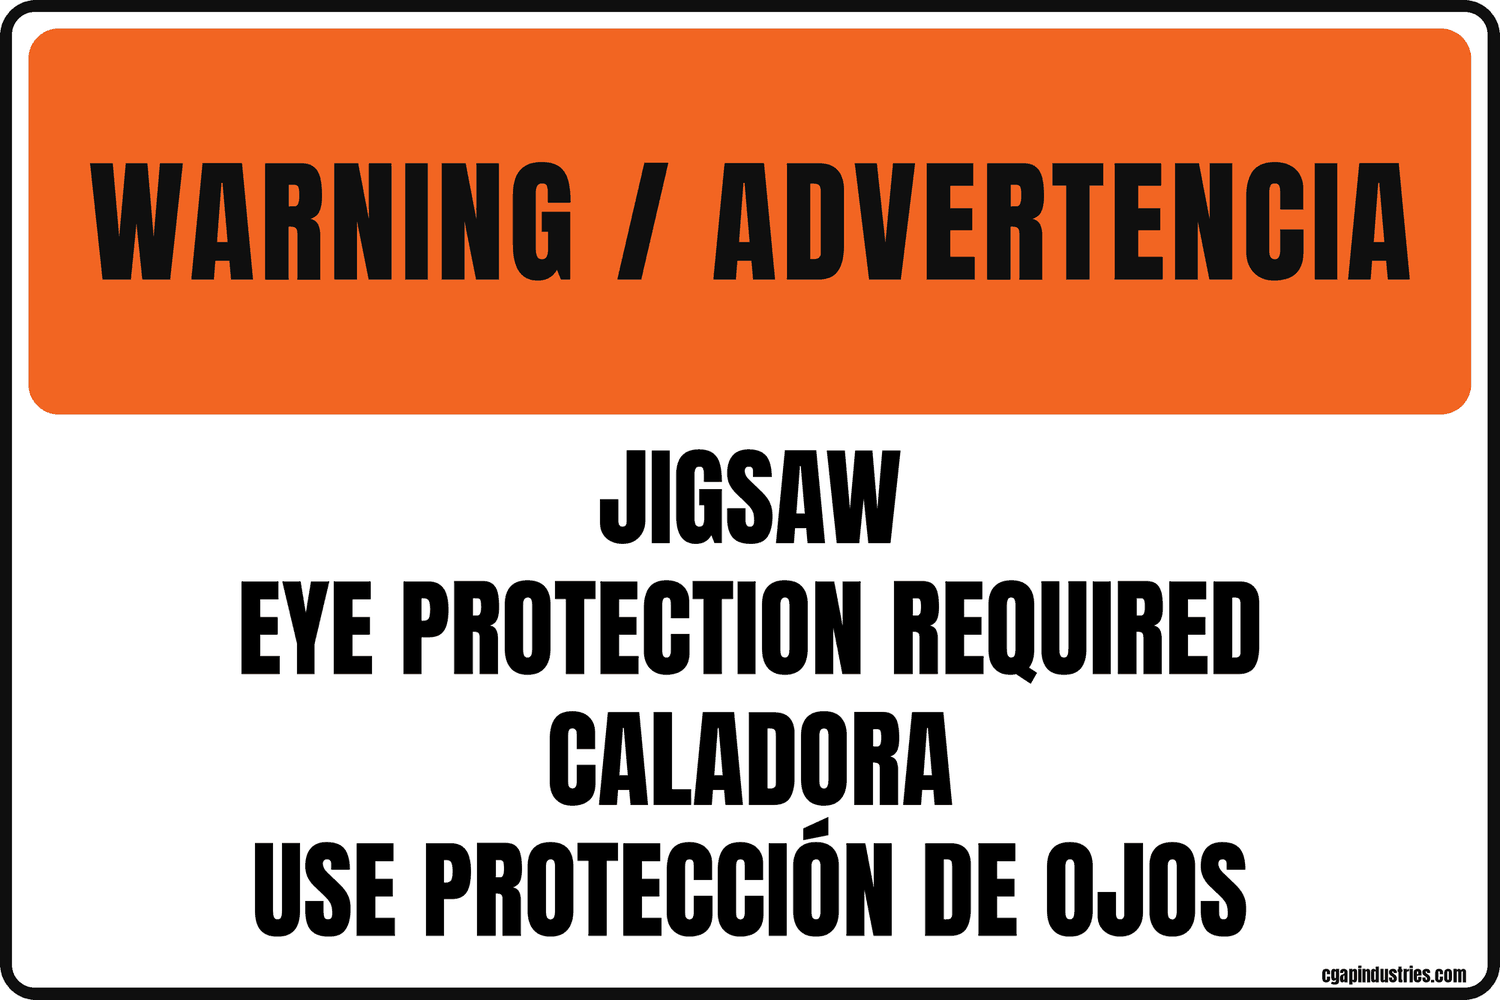 WARNING / ADVERTENCIA
JIGSAW
EYE PROTECTION REQUIRED
CALADORA
USE PROTECCIÓN DE OJOS
cgapindustries.com